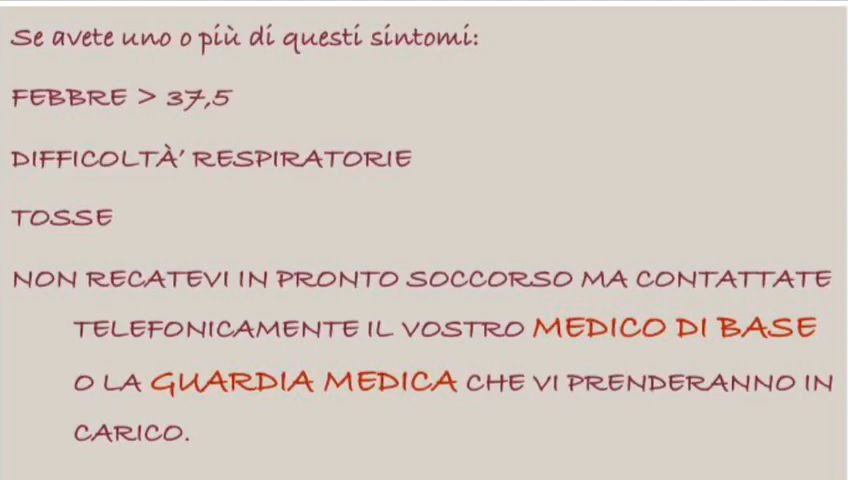 Se avete uno o più di questi sintomi:
FEBBRE > 37,5
DIFFICOLTÀ' RESPIRATORIE
TOSSE
NON RECATEVI IN PRONTO SOCCORSO MA CONTATTATE
TELEFONICAMENTE IL VOSTRO MEDICO DI BASE
O LA GUARDIA MEDICA CHE VI PRENDERANNO IN
CARICO.